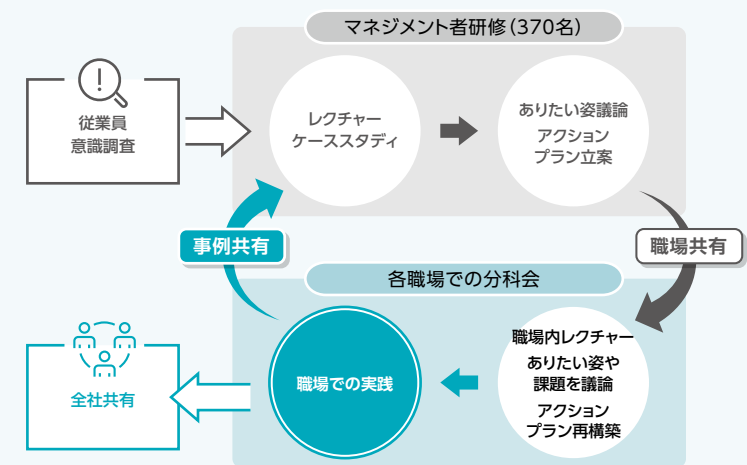 マネジメント者研修(370名)
従業員
意識調査
レクチャー
ケーススタディ
ありたい姿議論
アクション
プラン立案
事例共有
職場共有
各職場での分科会
職場内レクチャー
ありたい姿や
課題を議論
アクション
プラン再構築
職場での実践
全社共有